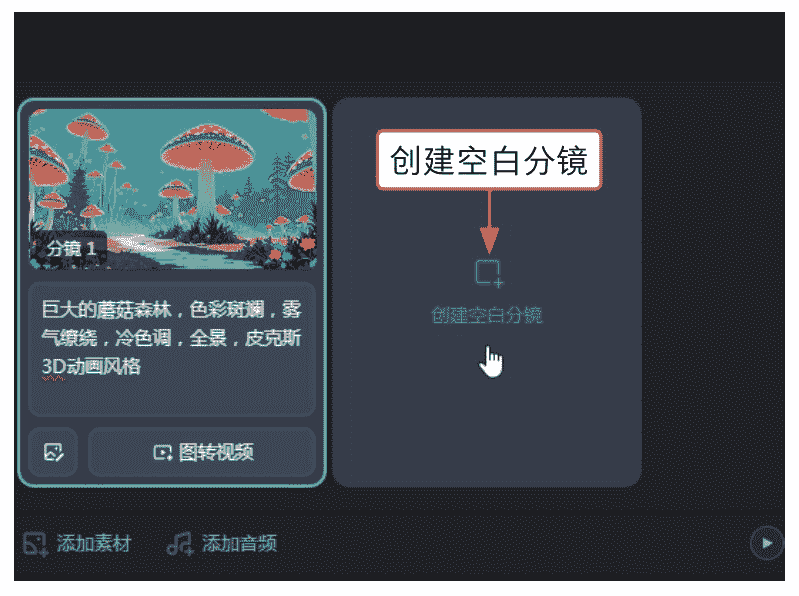 创建空白分镜
分镜 1
创建空白分镜
巨大的蘑菇森林，色彩斑斓，雾
气缭绕，冷色调，全景，皮克斯
3D动画风格
图转视频
添加素材
添加音频